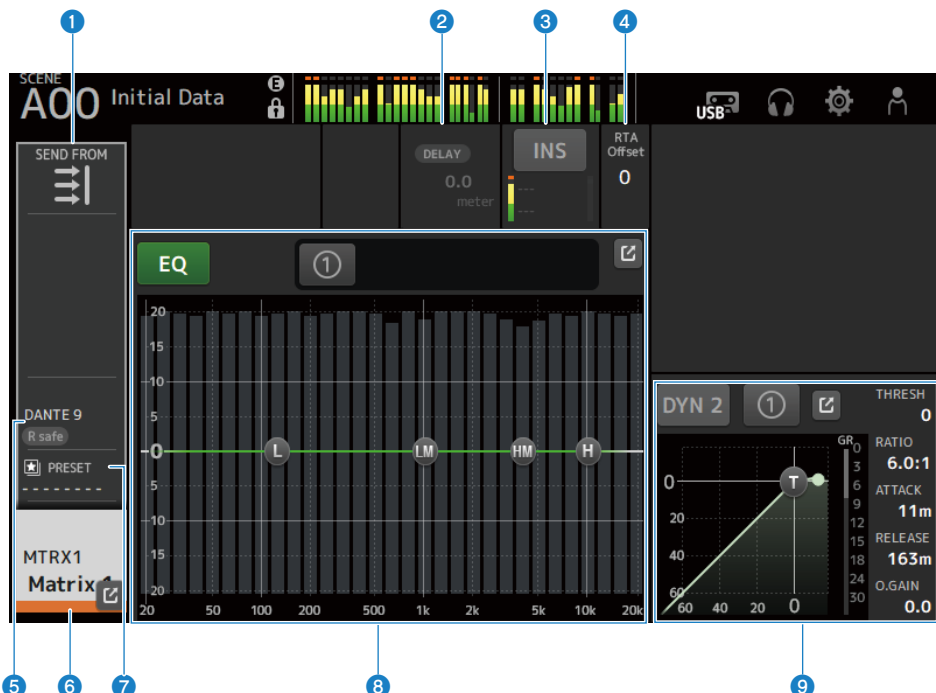 1
2
3
4
SCENE
A00 Initial Data
E
USB
SEND FROM
DELAY
0.0
meter
INS
---
---
RTA
Offset
0
EQ
1
20
15
10
5
0
5
10
15
20
L
LM
HM
H
20 50 100 200 500 1k 2k 5k 10k 20k
DANTE 9
R safe
PRESET
--------
MTRX1
Matrix 1
DYN 2
1
GR
0
3
6
9
12
15
18
24
30
0
20
40
60
T
60 40 20 0
THRESH
0
RATIO
6.0:1
ATTACK
11m
RELEASE
163m
O.GAIN
0.0
5
6
7
8
9